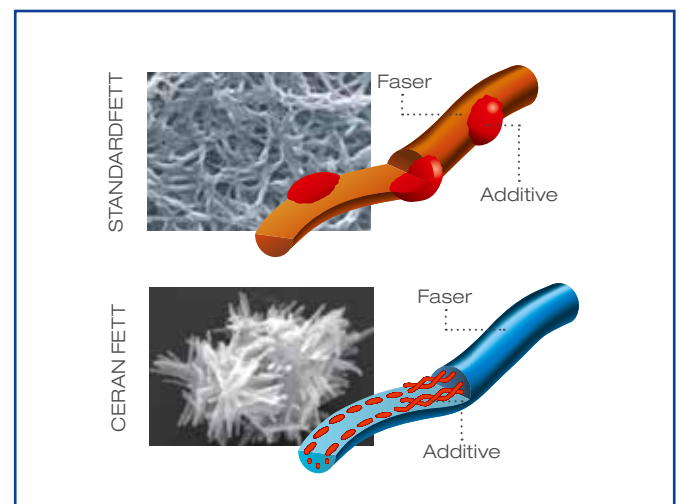 STANDARDFETT
Faser
Additive
CERAN FETT
Faser
Additive